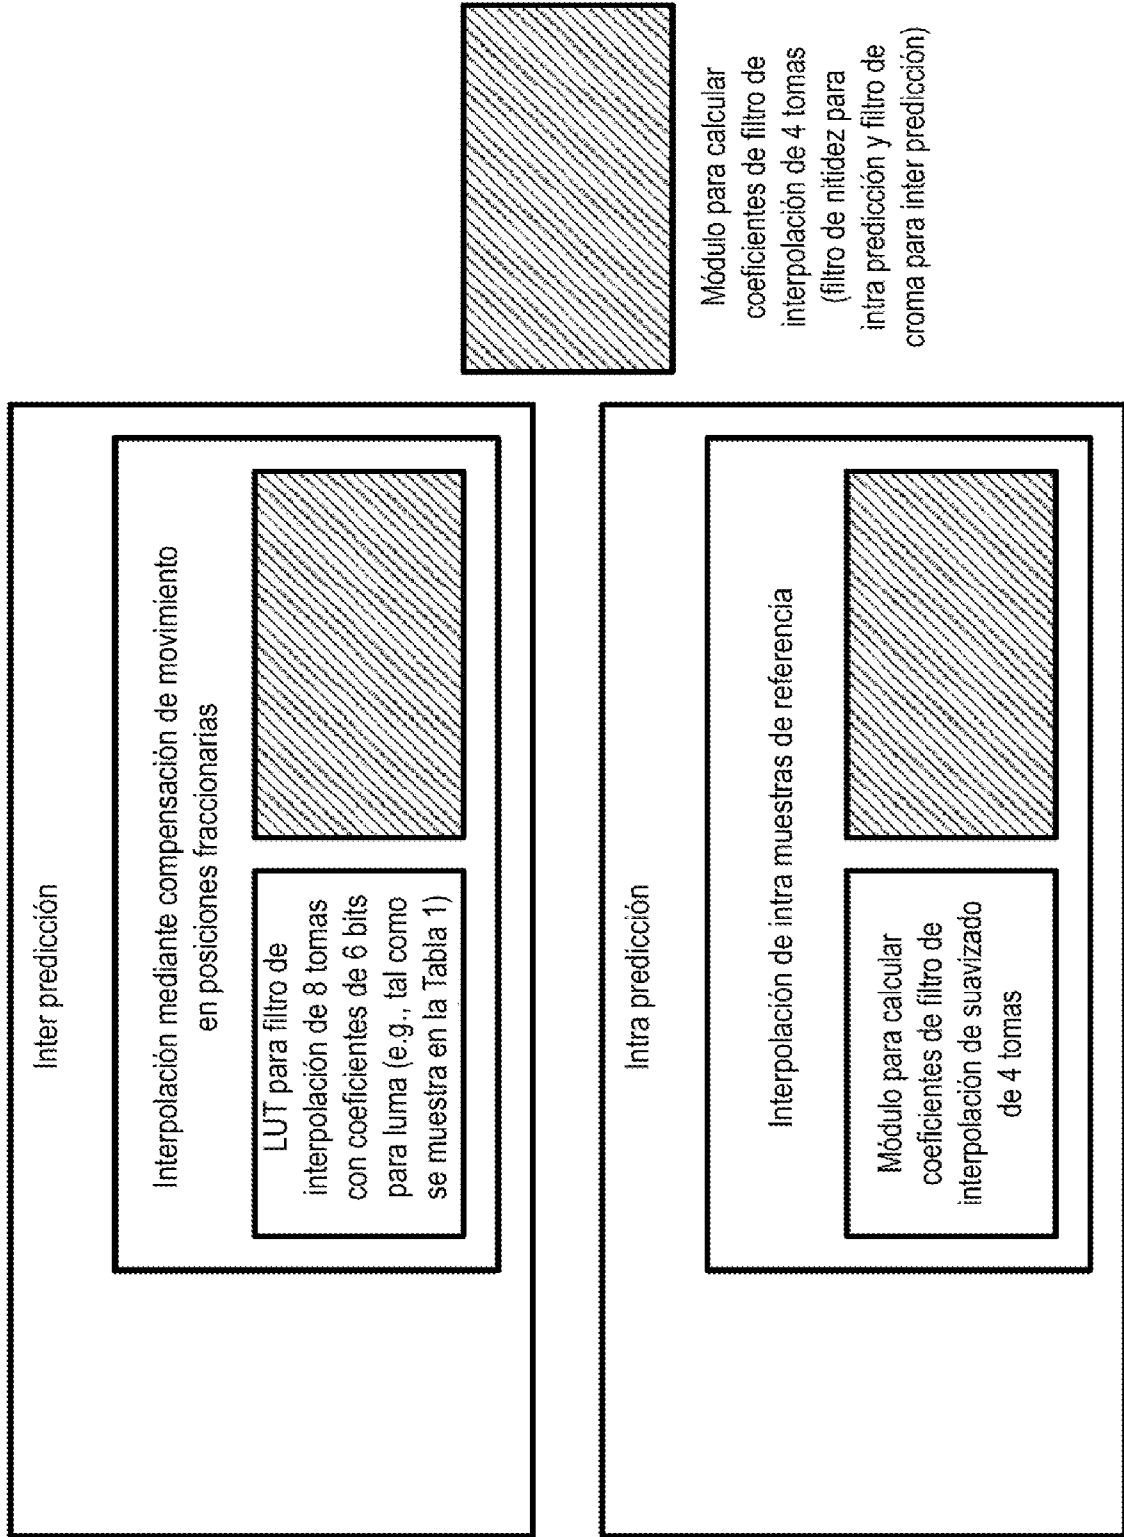 Inter predicción
Interpolación mediante compensación de movimiento
en posiciones fraccionarias
LUT para filtro de
interpolación de 8 tomas
con coeficientes de 6 bits
para luma (e.g., tal como
se muestra en la Tabla 1)
Intra predicción
Interpolación de intra muestras de referencia
Módulo para calcular
coeficientes de filtro de
interpolación de suavizado
de 4 tomas
Módulo para calcular
coeficientes de filtro de
interpolación de 4 tomas
(filtro de nitidez para
intra predicción y filtro de
croma para inter predicción)